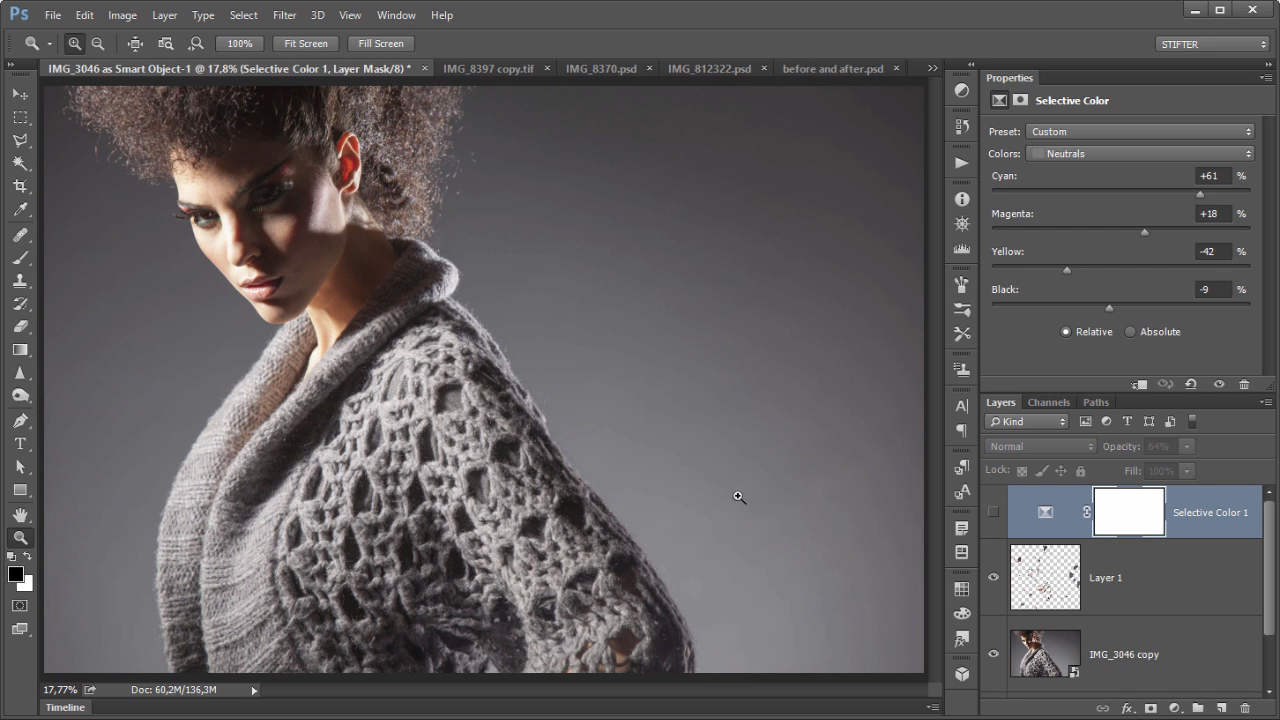 Ps File Edit Image Layer Type Select Filter 3D View Window Help
100% Fit Screen Fill Screen STIFTER
IMG_3046 as Smart Object-1 @ 17,8% (Selective Color 1, Layer Mask/8) * × IMG_8397 copy.tif × IMG_8370.psd × IMG_812322.psd × before and after.psd ×
Properties
Selective Color
Preset: Custom
Colors: Neutrals
Cyan: +61 %
Magenta: +18 %
Yellow: -42 %
Black: -9 %
Relative Absolute
Layers Channels Paths
Kind
Normal Opacity: 64%
Lock: Fill: 100%
Selective Color 1
Layer 1
IMG_3046 copy
17,77% Doc: 60,2M/136,3M
Timeline